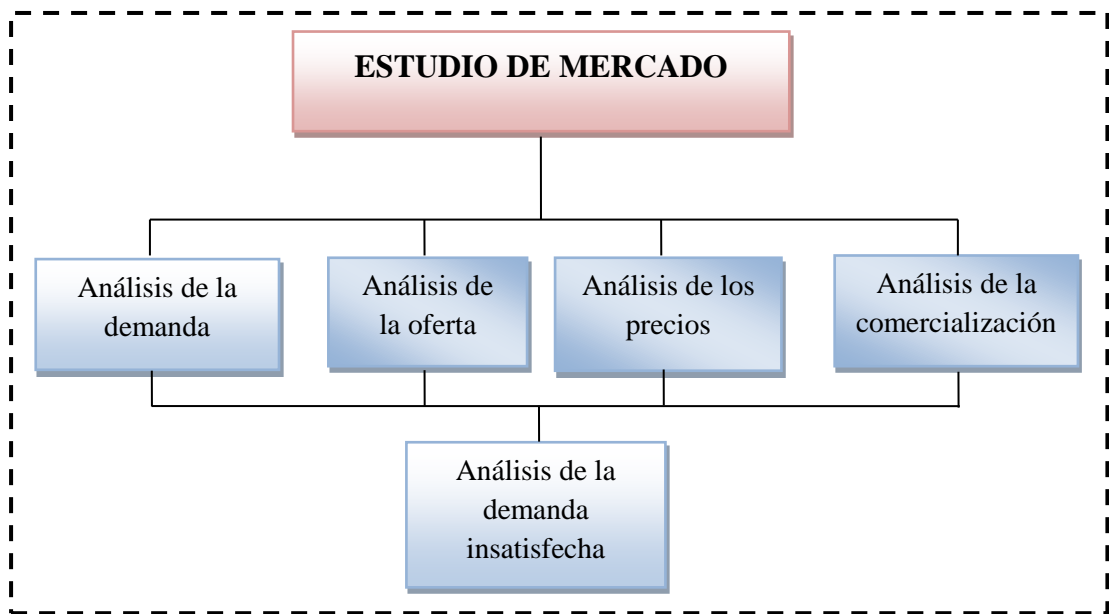 ESTUDIO DE MERCADO
Análisis de la
demanda
Análisis de
la oferta
Análisis de los
precios
Análisis de la
comercialización
Análisis de la
demanda
insatisfecha